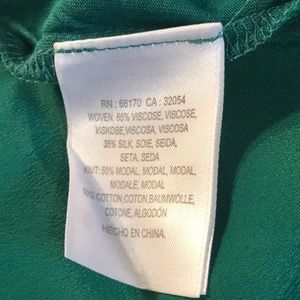 RN : 66170 CA : 32054
WOVEN: 65% VISCOSE, VISCOSE,
VISKOSE,VISCOSA, VISCOSA
35% SILK, SOIE, SEIDA,
SETA, SEDA
KNIT: 50% MODAL, MODAL, MODAL,
MODALE, MODAL
50% COTTON,COTON,BAUMWOLLE,
COTONE, ALGODÓN
HECHO EN CHINA.